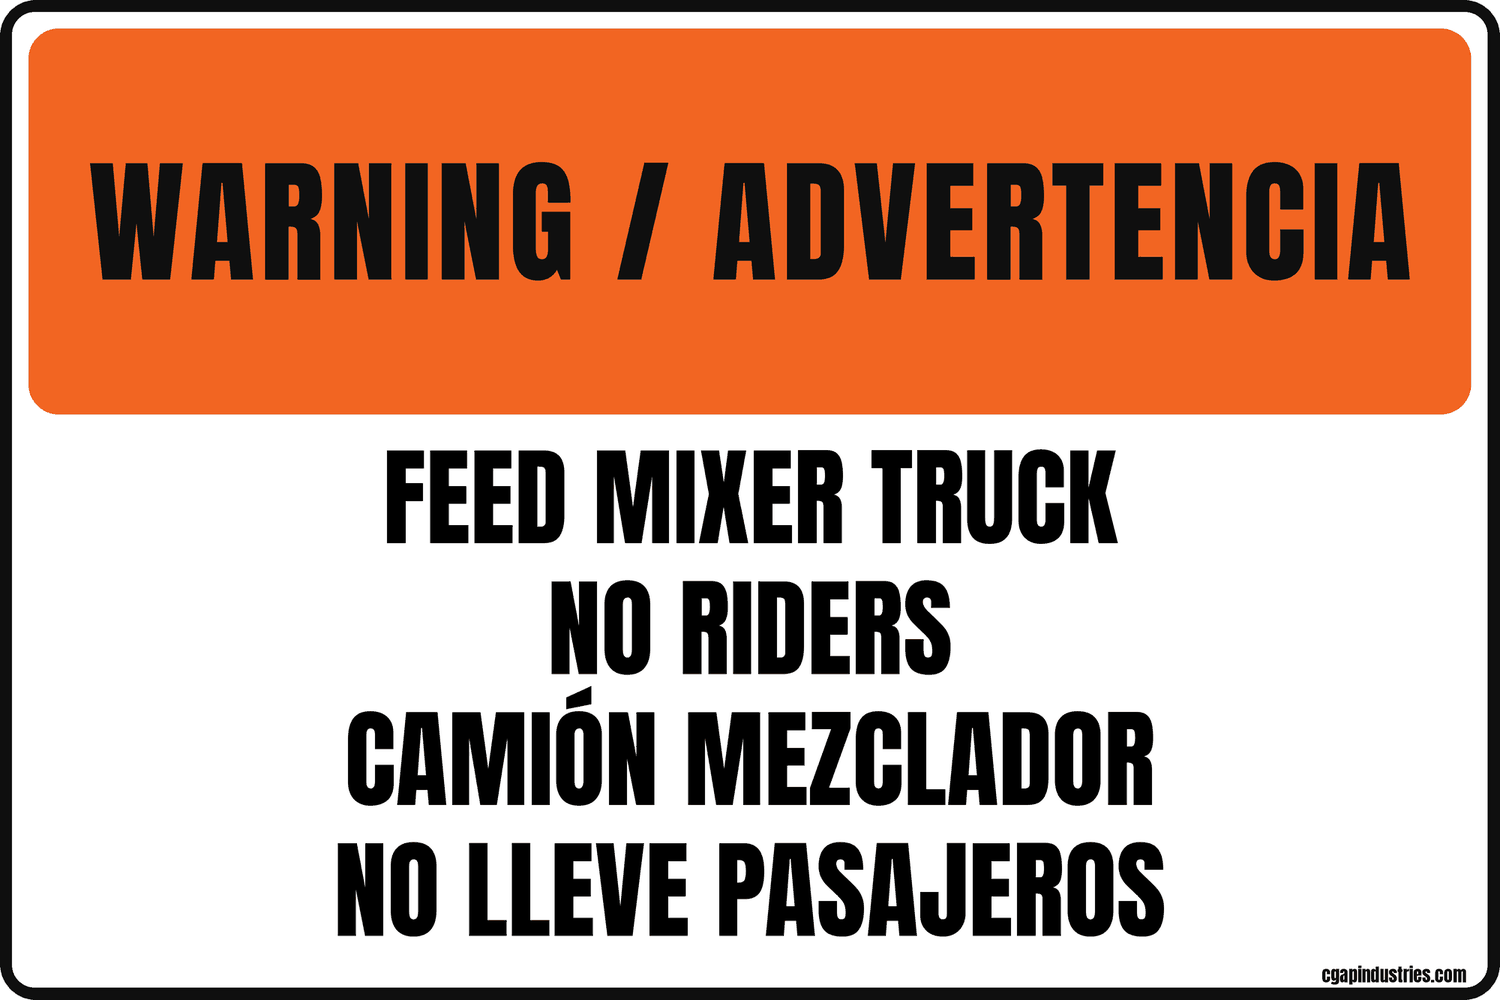 WARNING / ADVERTENCIA
FEED MIXER TRUCK
NO RIDERS
CAMIÓN MEZCLADOR
NO LLEVE PASAJEROS
cgapindustries.com